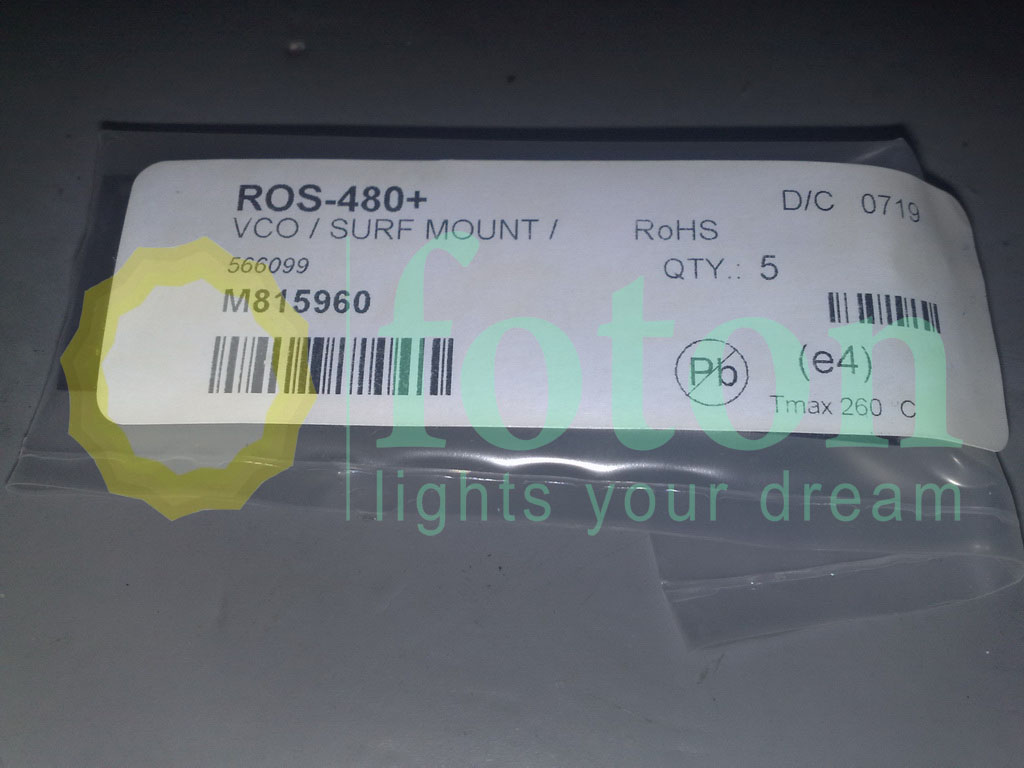 ROS-480+
D/C 0719
VCO / SURF MOUNT /
RoHS
566099
QTY.: 5
M815960
Pb
(e4)
Tmax 260 °C
foton
lights your dream